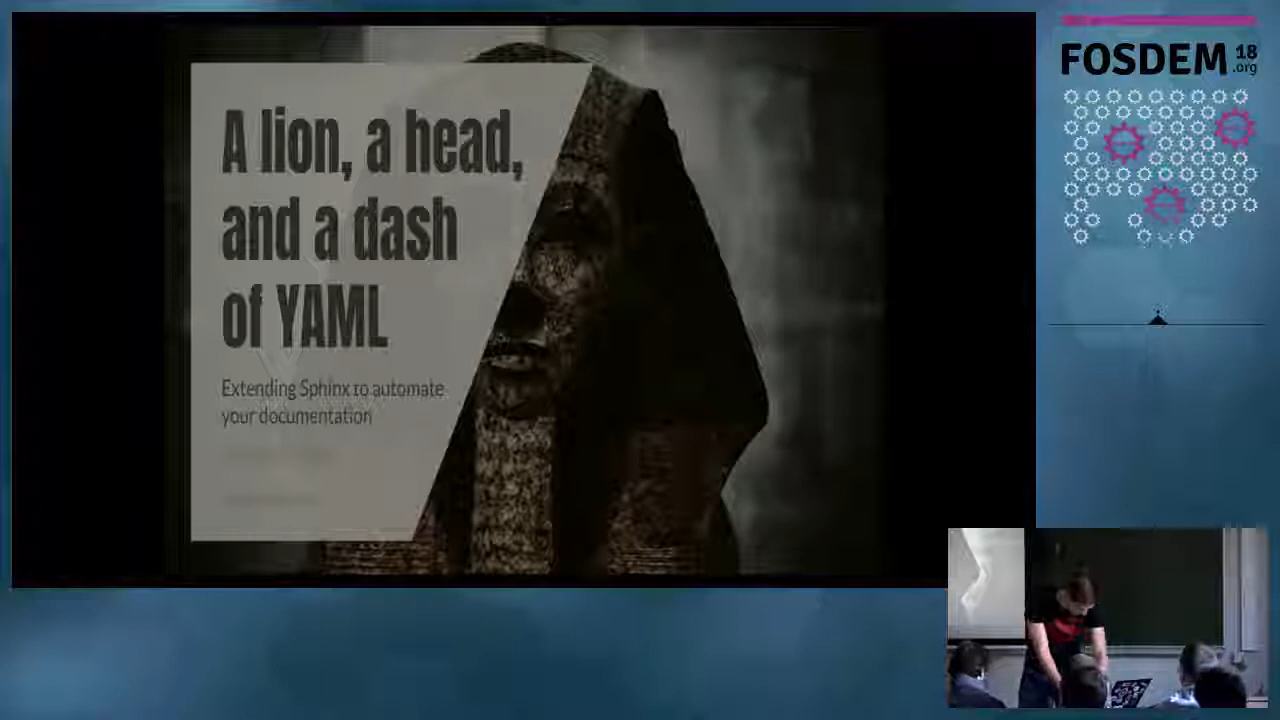 A lion, a head,
and a dash
of YAML
Extending Sphinx to automate
your documentation
FOSDEM 18
.org